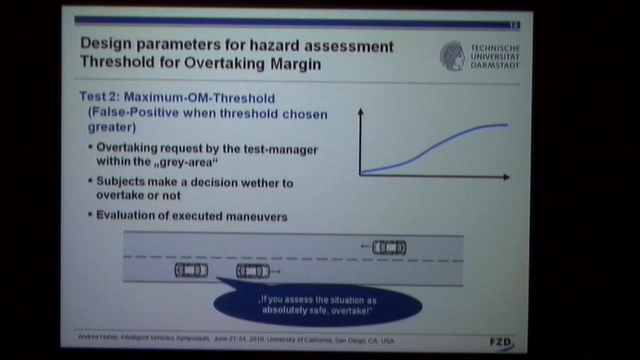 13
Design parameters for hazard assessment
Threshold for Overtaking Margin
TECHNISCHE
UNIVERSITÄT
DARMSTADT
Test 2: Maximum-OM-Threshold
(False-Positive when threshold chosen
greater)
• Overtaking request by the test-manager
within the „grey-area“
• Subjects make a decision wether to
overtake or not
• Evaluation of executed maneuvers
„If you assess the situation as
absolutely safe, overtake!“
Intelligent Vehicles Symposium, June 21-24, 2010, University of California, San Diego, CA, USA
FZD